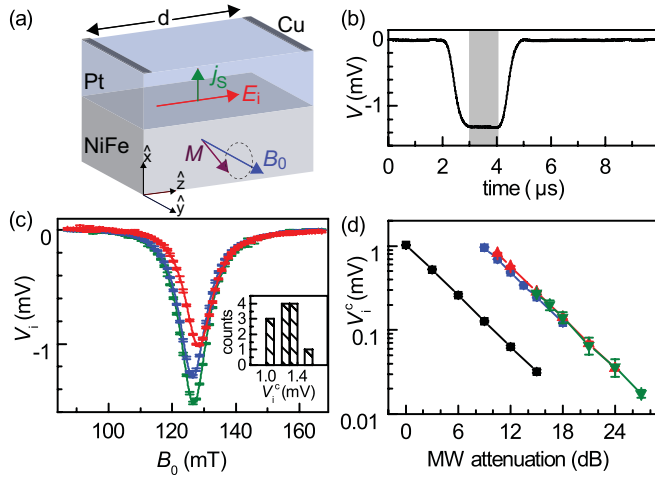 (a)
d
Cu
Pt
j_S
E_i
NiFe
M
B_0
x̂
ẑ
ŷ
(b)
0
-1
V_i (mV)
0 2 4 6 8
time (μs)
(c)
0
-1
V_i (mV)
100 120 140 160
B_0 (mT)
4
3
2
1
0
counts
1.0 1.4
V_i^c (mV)
(d)
1
0.1
0.01
V_i^c (mV)
0 6 12 18 24
MW attenuation (dB)